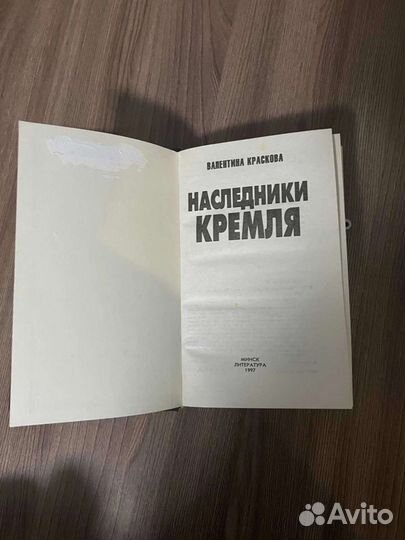 ВАЛЕНТИНА КРАСКОВА
НАСЛЕДНИКИ
КРЕМЛЯ
МИНСК
ЛИТЕРАТУРА
1997
Avito